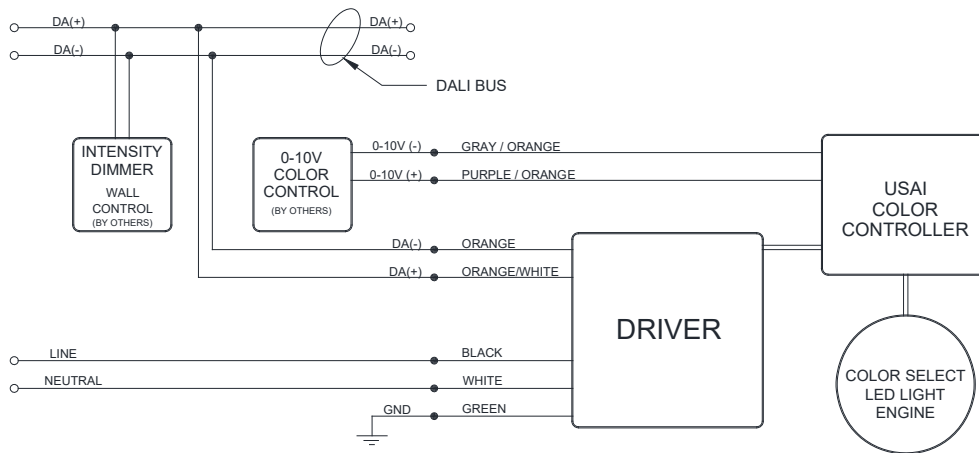 DA(+)
DA(+)
DA(-)
DA(-)
DALI BUS
INTENSITY
DIMMER
WALL
CONTROL
(BY OTHERS)
0-10V
COLOR
CONTROL
(BY OTHERS)
0-10V (-)
GRAY / ORANGE
0-10V (+)
PURPLE / ORANGE
USAI
COLOR
CONTROLLER
DA(-)
ORANGE
DA(+)
ORANGE/WHITE
DRIVER
LINE
BLACK
NEUTRAL
WHITE
GND
GREEN
COLOR SELECT
LED LIGHT
ENGINE